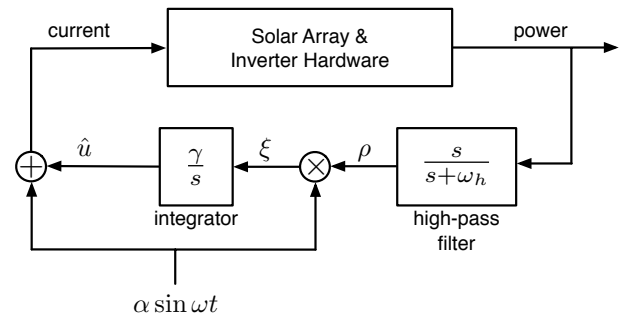 current
Solar Array &
Inverter Hardware
power
+
û
γ/s
ξ
×
ρ
s/(s+ω_h)
integrator
high-pass
filter
α sin ωt